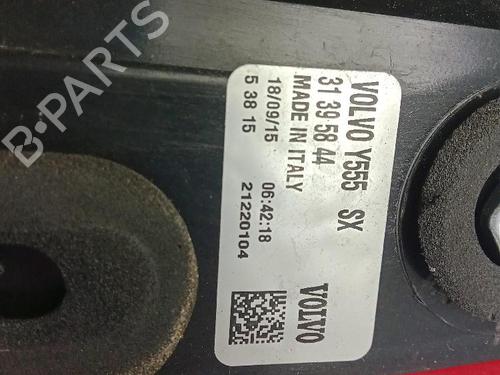 VOLVO Y555 SX
31 39 58 44
MADE IN ITALY
18/09/15 06:42:18
5 38 15 21220104
VOLVO
B-PARTS